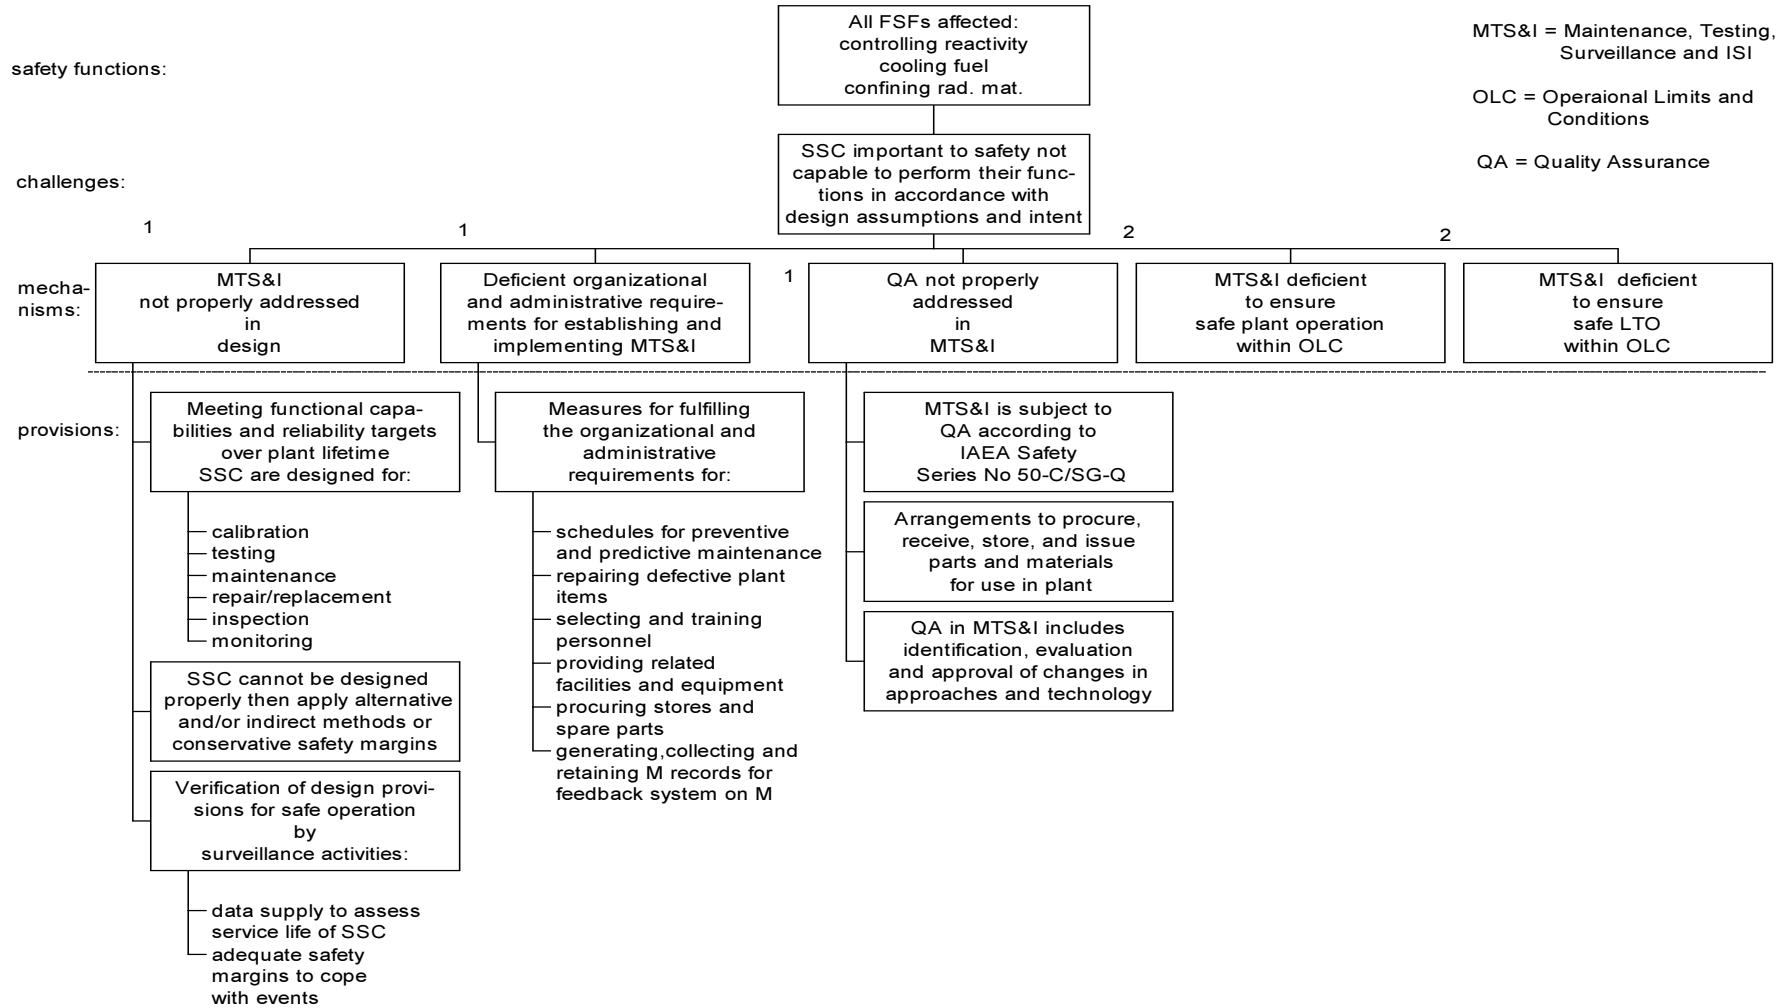 safety functions:
All FSFs affected:
controlling reactivity
cooling fuel
confining rad. mat.
MTS&I = Maintenance, Testing,
Surveillance and ISI
OLC = Operaional Limits and
Conditions
QA = Quality Assurance
challenges:
SSC important to safety not
capable to perform their func-
tions in accordance with
design assumptions and intent
1
1
1
2
2
mecha-
nisms:
MTS&I
not properly addressed
in
design
Deficient organizational
and administrative require-
ments for establishing and
implementing MTS&I
QA not properly
addressed
in
MTS&I
MTS&I deficient
to ensure
safe plant operation
within OLC
MTS&I deficient
to ensure
safe LTO
within OLC
provisions:
Meeting functional capa-
bilities and reliability targets
over plant lifetime
SSC are designed for:
calibration
testing
maintenance
repair/replacement
inspection
monitoring
SSC cannot be designed
properly then apply alternative
and/or indirect methods or
conservative safety margins
Verification of design provi-
sions for safe operation
by
surveillance activities:
data supply to assess
service life of SSC
adequate safety
margins to cope
with events
Measures for fulfilling
the organizational and
administrative
requirements for:
schedules for preventive
and predictive maintenance
repairing defective plant
items
selecting and training
personnel
providing related
facilities and equipment
procuring stores and
spare parts
generating,collecting and
retaining M records for
feedback system on M
MTS&I is subject to
QA according to
IAEA Safety
Series No 50-C/SG-Q
Arrangements to procure,
receive, store, and issue
parts and materials
for use in plant
QA in MTS&I includes
identification, evaluation
and approval of changes in
approaches and technology